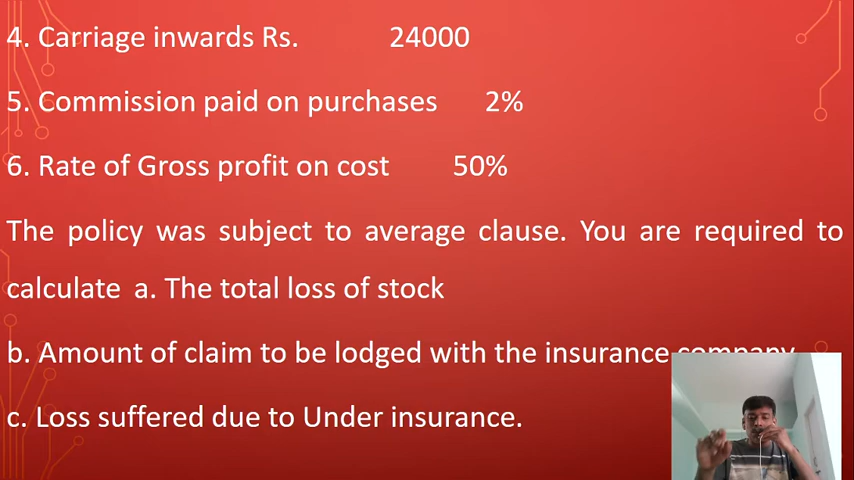 4. Carriage inwards Rs. 24000
5. Commission paid on purchases 2%
6. Rate of Gross profit on cost 50%
The policy was subject to average clause. You are required to
calculate a. The total loss of stock
b. Amount of claim to be lodged with the insurance company
c. Loss suffered due to Under insurance.